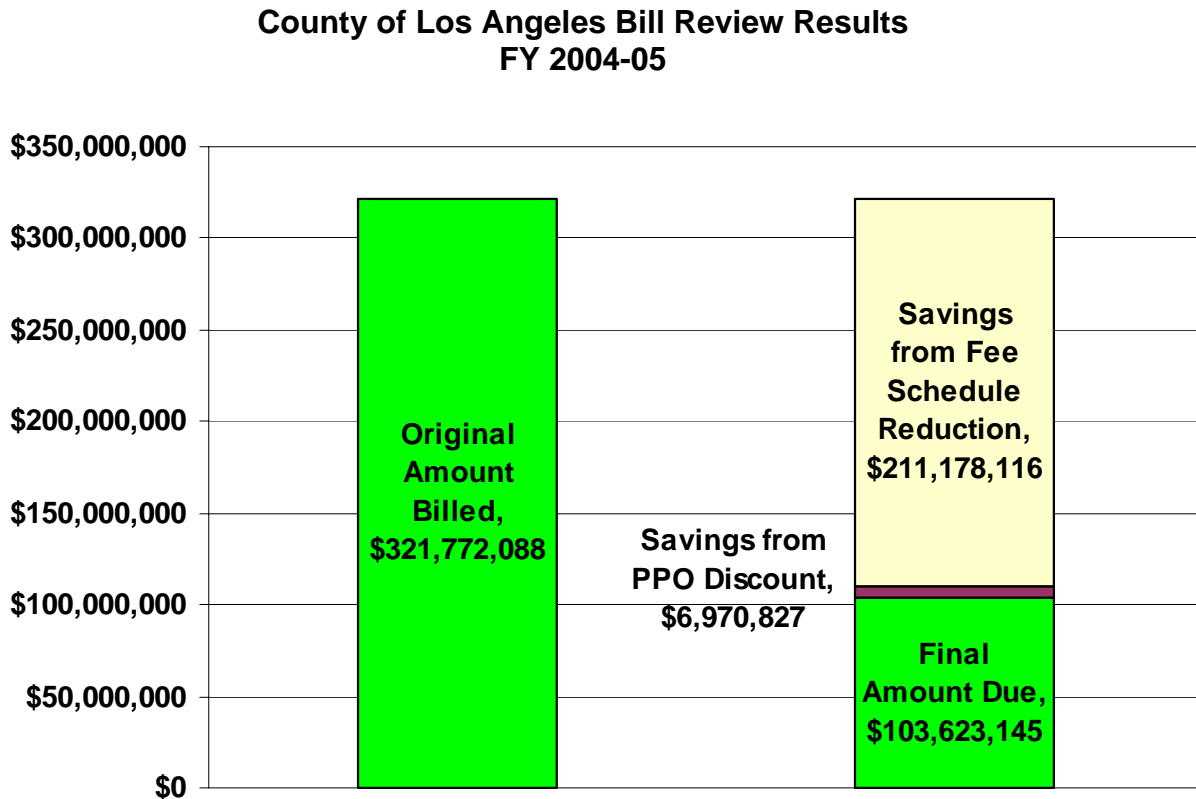 County of Los Angeles Bill Review Results
FY 2004-05
$350,000,000
$300,000,000
$250,000,000
$200,000,000
$150,000,000
$100,000,000
$50,000,000
$0
Original
Amount
Billed,
$321,772,088
Savings from
PPO Discount,
$6,970,827
Savings
from Fee
Schedule
Reduction,
$211,178,116
Final
Amount Due,
$103,623,145